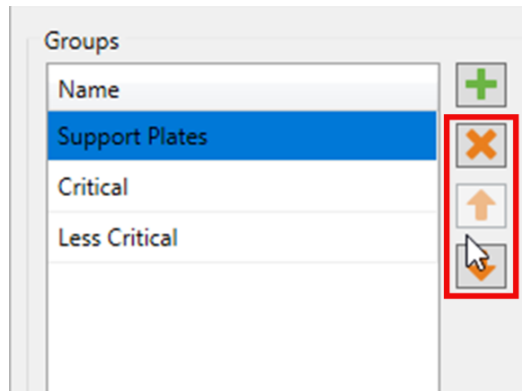 Groups
Name
Support Plates
Critical
Less Critical